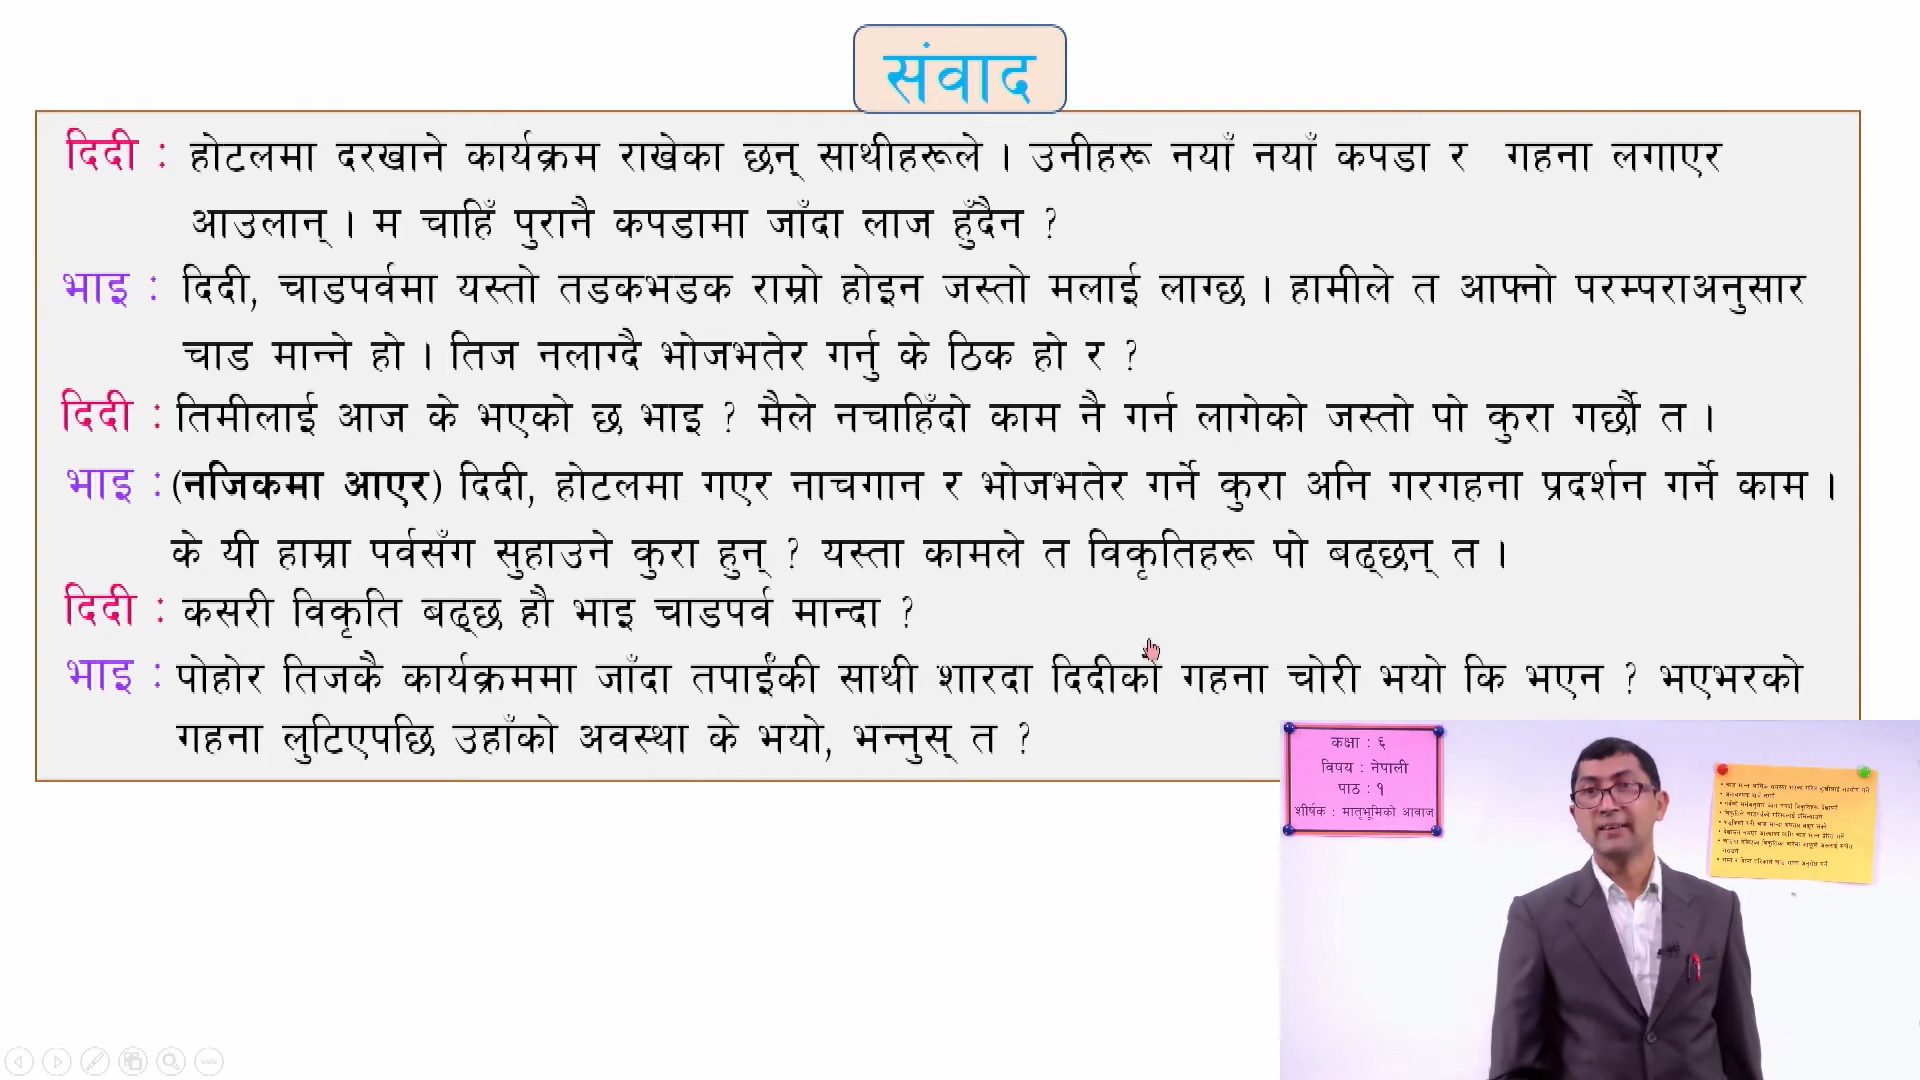 संवाद
दिदी : होटलमा दरखाने कार्यक्रम राखेका छन् साथीहरूले । उनीहरू नयाँ नयाँ कपडा र गहना लगाएर
आउलान् । म चाहिँ पुरानै कपडामा जाँदा लाज हुँदैन ?
भाइ : दिदी, चाडपर्वमा यस्तो तडकभडक राम्रो होइन जस्तो मलाई लाग्छ । हामीले त आफ्नो परम्पराअनुसार
चाड मान्ने हो । तिज नलाग्दै भोजभतेर गर्नु के ठिक हो र ?
दिदी : तिमीलाई आज के भएको छ भाइ ? मैले नचाहिँदो काम नै गर्न लागेको जस्तो पो कुरा गर्छौ त ।
भाइ : (नजिकमा आएर) दिदी, होटलमा गएर नाचगान र भोजभतेर गर्ने कुरा अनि गरगहना प्रदर्शन गर्ने काम ।
के यी हाम्रा पर्वसँग सुहाउने कुरा हुन् ? यस्ता कामले त विकृतिहरू पो बढ्छन् त ।
दिदी : कसरी विकृति बढ्छ हौ भाइ चाडपर्व मान्दा ?
भाइ : पोहोर तिजकै कार्यक्रममा जाँदा तपाईंकी साथी शारदा दिदीको गहना चोरी भयो कि भएन ? भएभरको
गहना लुटिएपछि उहाँको अवस्था के भयो, भन्नुस् त ?
कक्षा : ६
विषय : नेपाली
पाठ : १
शीर्षक : मातृभूमिको आवाज